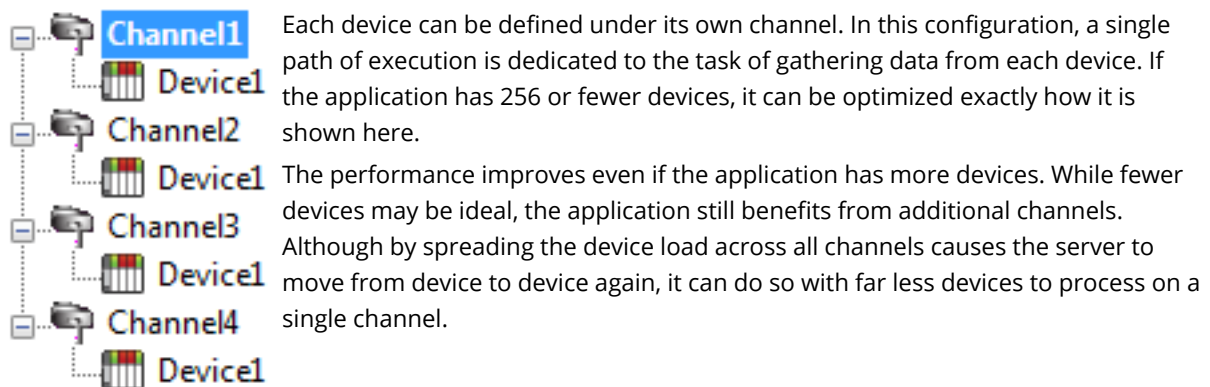 Channel1
Device1
Channel2
Device1
Channel3
Device1
Channel4
Device1
Each device can be defined under its own channel. In this configuration, a single
path of execution is dedicated to the task of gathering data from each device. If
the application has 256 or fewer devices, it can be optimized exactly how it is
shown here.
The performance improves even if the application has more devices. While fewer
devices may be ideal, the application still benefits from additional channels.
Although by spreading the device load across all channels causes the server to
move from device to device again, it can do so with far less devices to process on a
single channel.